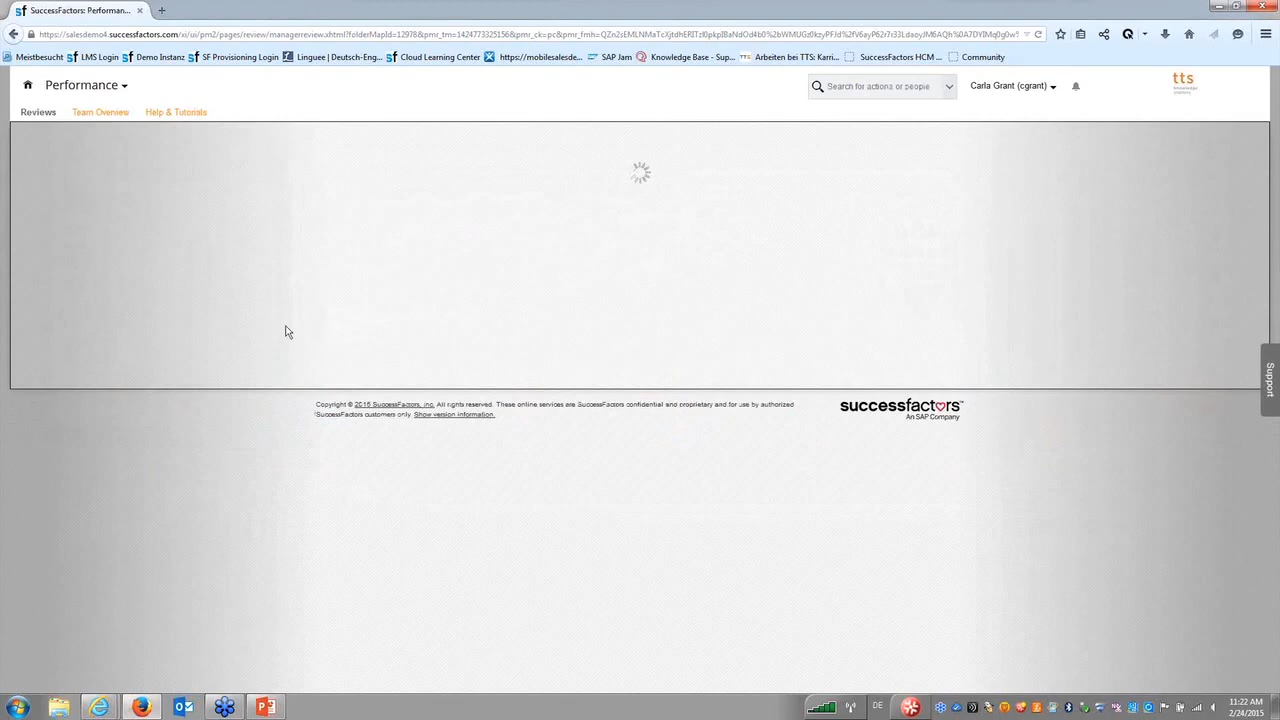 SuccessFactors: Performan...
https://salesdemo4.successfactors.com/xi/ui/pm2/pages/review/managerreview.xhtml?folderMapId=12978&pmr_tm=1424773325156&pmr_ck=pc&pmr_fmh=
Meistbesucht LMS Login Demo Instanz SF Provisioning Login Linguee | Deutsch-Eng... Cloud Learning Center https://mobilesalesde... SAP Jam Knowledge Base - Sup... TTS Arbeiten bei TTS: Karri... SuccessFactors HCM ... Community
Performance
Search for actions or people
Carla Grant (cgrant)
tts
knowledge
solutions
Reviews Team Overview Help & Tutorials
Support
Copyright © 2015 SuccessFactors, Inc. All rights reserved. These online services are SuccessFactors confidential and proprietary and for use by authorized
SuccessFactors customers only. Show version information.
successfactors™
An SAP Company
DE
11:22 AM
2/24/2015